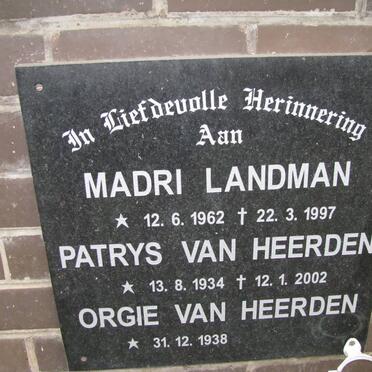 In Liefdevolle Herinnering
Aan
MADRI LANDMAN
★ 12.6.1962 † 22.3.1997
PATRYS VAN HEERDEN
★ 13.8.1934 † 12.1.2002
ORGIE VAN HEERDEN
★ 31.12.1938